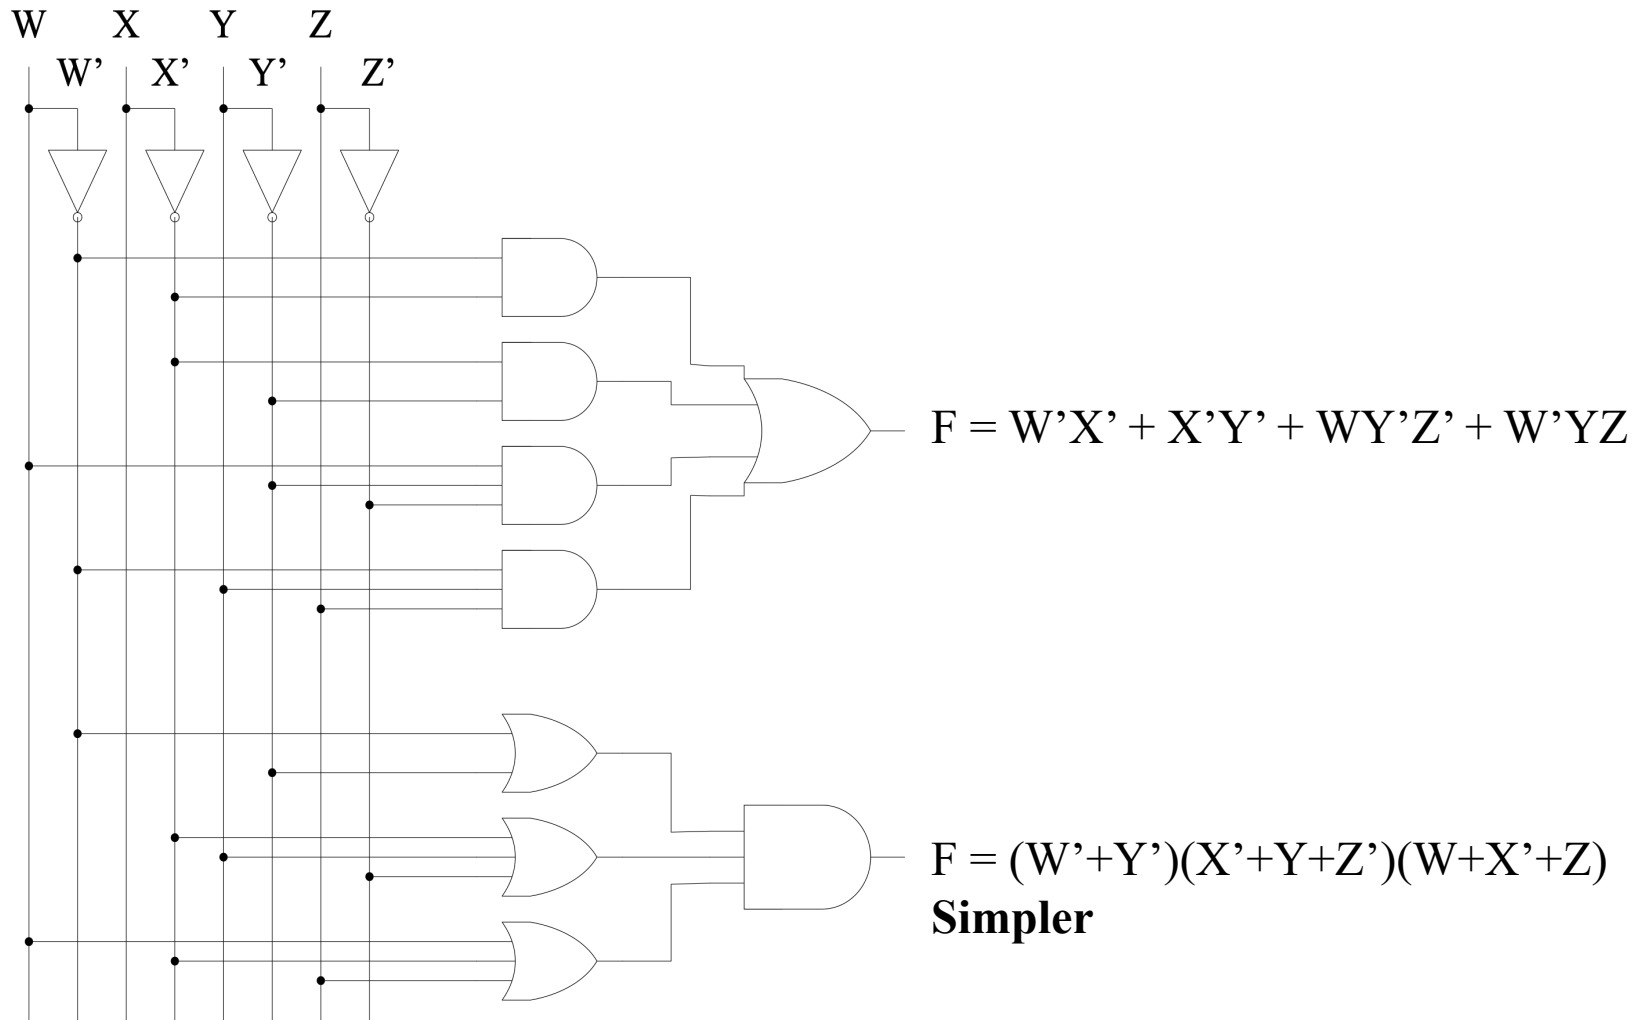 W X Y Z
W’ X’ Y’ Z’
F = W’X’ + X’Y’ + WY’Z’ + W’YZ
F = (W’+Y’)(X’+Y+Z’)(W+X’+Z)
Simpler